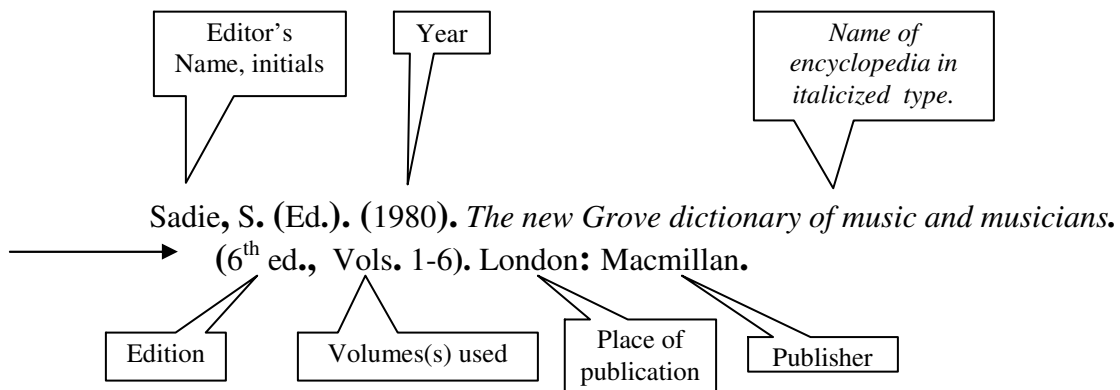 Editor's
Name, initials
Year
Name of
encyclopedia in
italicized type.
Sadie, S. (Ed.). (1980). The new Grove dictionary of music and musicians.
(6th ed., Vols. 1-6). London: Macmillan.
Edition
Volumes(s) used
Place of
publication
Publisher